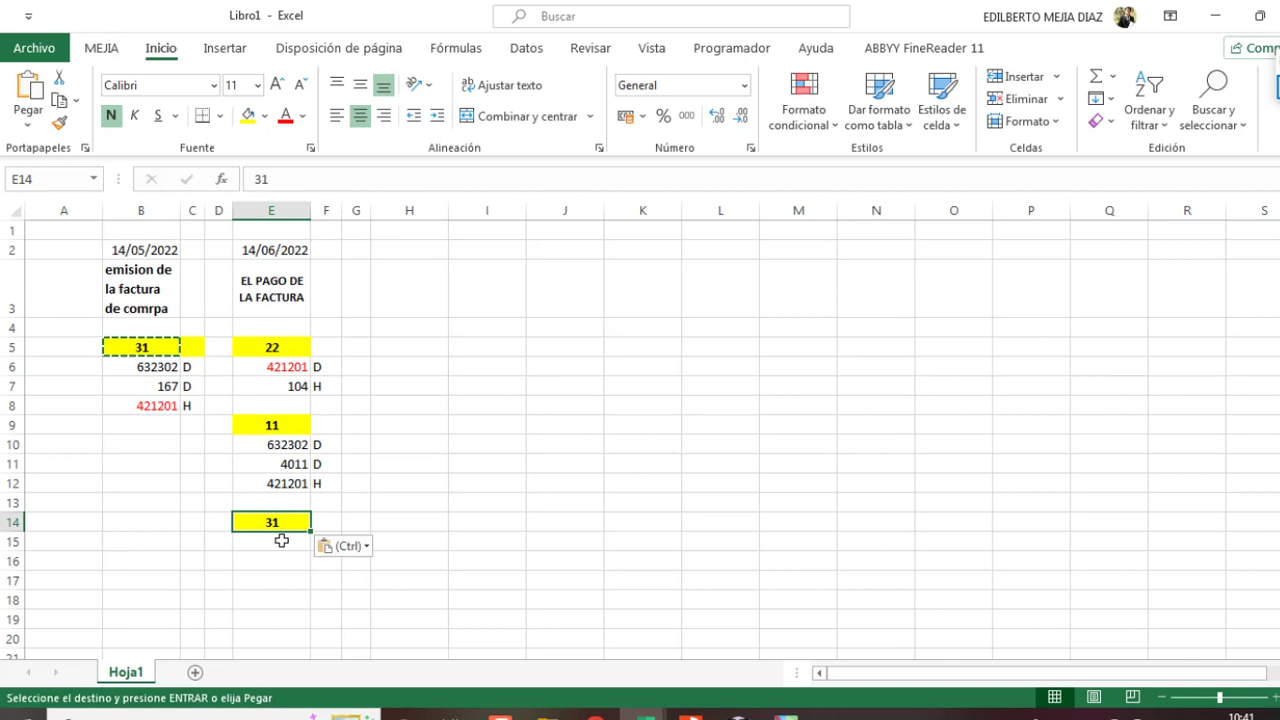 Libro1 - Excel
Buscar
EDILBERTO MEJIA DIAZ
Archivo MEJIA Inicio Insertar Disposición de página Fórmulas Datos Revisar Vista Programador Ayuda ABBYY FineReader 11
Pegar
Portapapeles
Calibri 11
N K S
Fuente
Ajustar texto
Combinar y centrar
Alineación
General
% 000
Número
Formato condicional
Dar formato como tabla
Estilos de celda
Estilos
Insertar
Eliminar
Formato
Celdas
Ordenar y filtrar
Buscar y seleccionar
Edición
E14 fx 31
A B C D E F G H I J K L M N O P Q R S
1
2 14/05/2022 14/06/2022
emision de
la factura
3 de comrpa
EL PAGO DE
LA FACTURA
4
5 31 22
6 632302 D 421201 D
7 167 D 104 H
8 421201 H
9 11
10 632302 D
11 4011 D
12 421201 H
13
14 31
15 (Ctrl)
16
17
18
19
20
21
Hoja1
Seleccione el destino y presione ENTRAR o elija Pegar
10:41